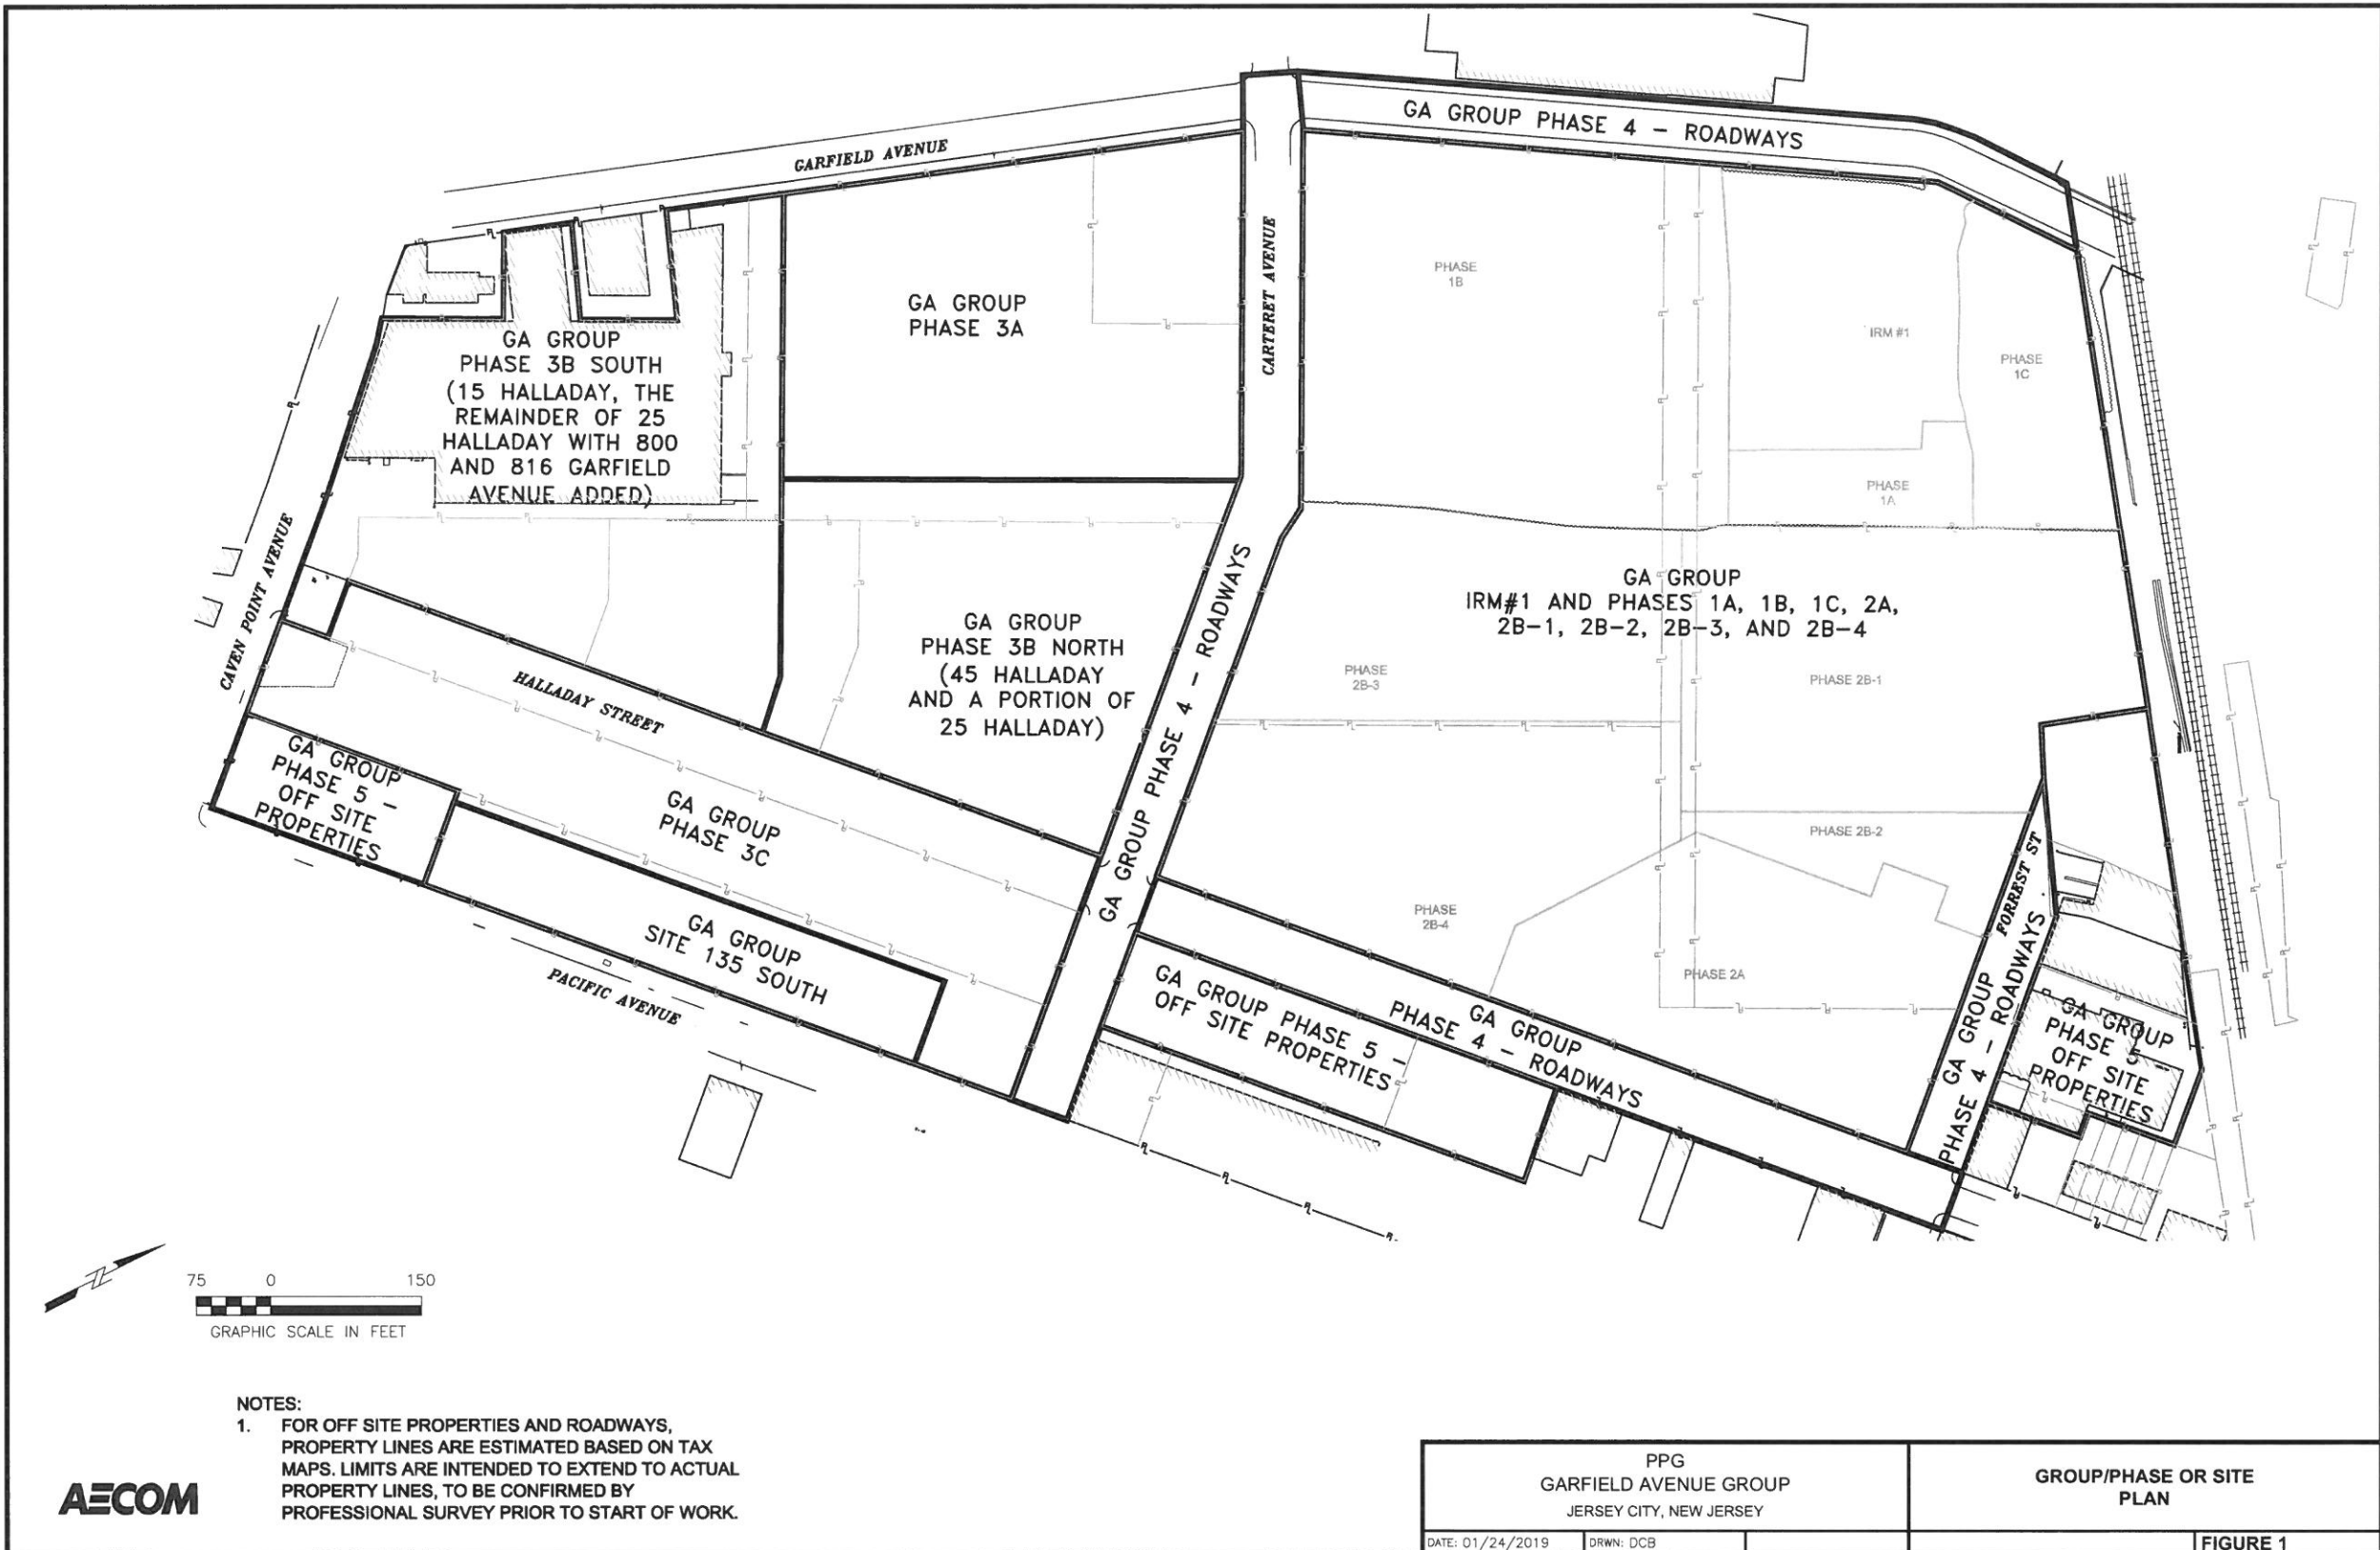 GARFIELD AVENUE
GA GROUP PHASE 4 - ROADWAYS
CARTERET AVENUE
GA GROUP
PHASE 3A
PHASE
1B
IRM #1
PHASE
1C
PHASE
1A
GA GROUP
PHASE 3B SOUTH
(15 HALLADAY, THE
REMAINDER OF 25
HALLADAY WITH 800
AND 816 GARFIELD
AVENUE ADDED)
CAVEN POINT AVENUE
GA GROUP
PHASE 3B NORTH
(45 HALLADAY
AND A PORTION OF
25 HALLADAY)
GA GROUP PHASE 4 - ROADWAYS
GA GROUP
IRM#1 AND PHASES 1A, 1B, 1C, 2A,
2B-1, 2B-2, 2B-3, AND 2B-4
PHASE
2B-3
PHASE 2B-1
PHASE 2B-2
PHASE
2B-4
PHASE 2A
HALLADAY STREET
GA GROUP
PHASE 5 -
OFF SITE
PROPERTIES
GA GROUP
PHASE 3C
GA GROUP
SITE 135 SOUTH
PACIFIC AVENUE
GA GROUP PHASE 5 -
OFF SITE PROPERTIES
GA GROUP
PHASE 4 - ROADWAYS
FORREST ST
GA GROUP
PHASE 4 - ROADWAYS
GA GROUP
PHASE 5 -
OFF SITE
PROPERTIES
75 0 150
GRAPHIC SCALE IN FEET
NOTES:
1. FOR OFF SITE PROPERTIES AND ROADWAYS,
PROPERTY LINES ARE ESTIMATED BASED ON TAX
MAPS. LIMITS ARE INTENDED TO EXTEND TO ACTUAL
PROPERTY LINES, TO BE CONFIRMED BY
PROFESSIONAL SURVEY PRIOR TO START OF WORK.
AECOM
PPG
GARFIELD AVENUE GROUP
JERSEY CITY, NEW JERSEY
GROUP/PHASE OR SITE
PLAN
DATE: 01/24/2019
DRWN: DCB
FIGURE 1